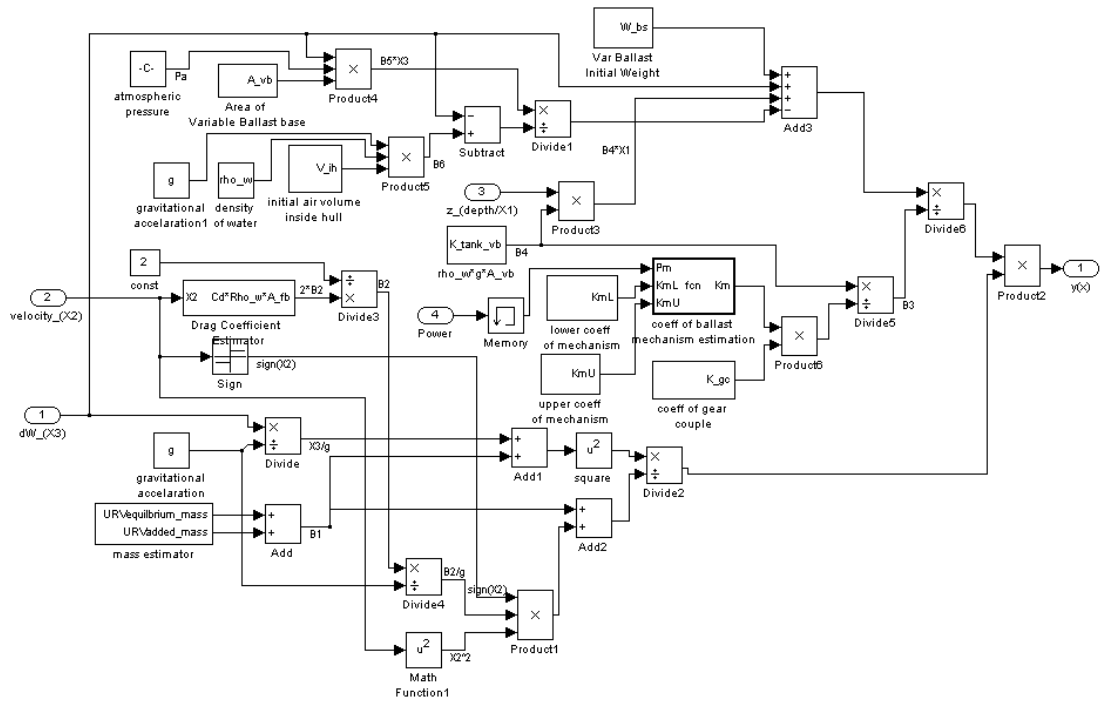 W_bs
Var Ballast
Initial Weight
-C-
Pa
atmospheric
pressure
A_vb
Area of
Variable Ballast base
×
Product4
B5*X3
−
+
Subtract
×
÷
Divide1
+
+
+
−
Add3
g
gravitational
accelaration1
rho_w
density
of water
V_ih
initial air volume
inside hull
×
Product5
B6
B4*X1
3
z_(depth/X1)
×
Product3
K_tank_vb
rho_w*g*A_vb
B4
×
÷
Divide6
×
Product2
1
y(x)
2
const
2
velocity_(X2)
X2
Cd*Rho_w*A_fb
Drag Coefficient
Estimator
2*B2
÷
×
Divide3
B2
4
Power
Memory
KmL
lower coeff
of mechanism
KmU
upper coeff
of mechanism
Pm
KmL
fcn
Km
KmU
coeff of ballast
mechanism estimation
K_gc
coeff of gear
couple
×
Product6
×
÷
Divide5
B3
Sign
sign(X2)
1
dW_(X3)
g
gravitational
accelaration
×
÷
Divide
X3/g
+
+
Add1
u²
square
×
÷
Divide2
URV/equilbrium_mass
URV/added_mass
mass estimator
+
+
Add
B1
+
+
Add2
×
÷
Divide4
B2/g
sign(X2)
×
Product1
u²
Math
Function1
X2^2